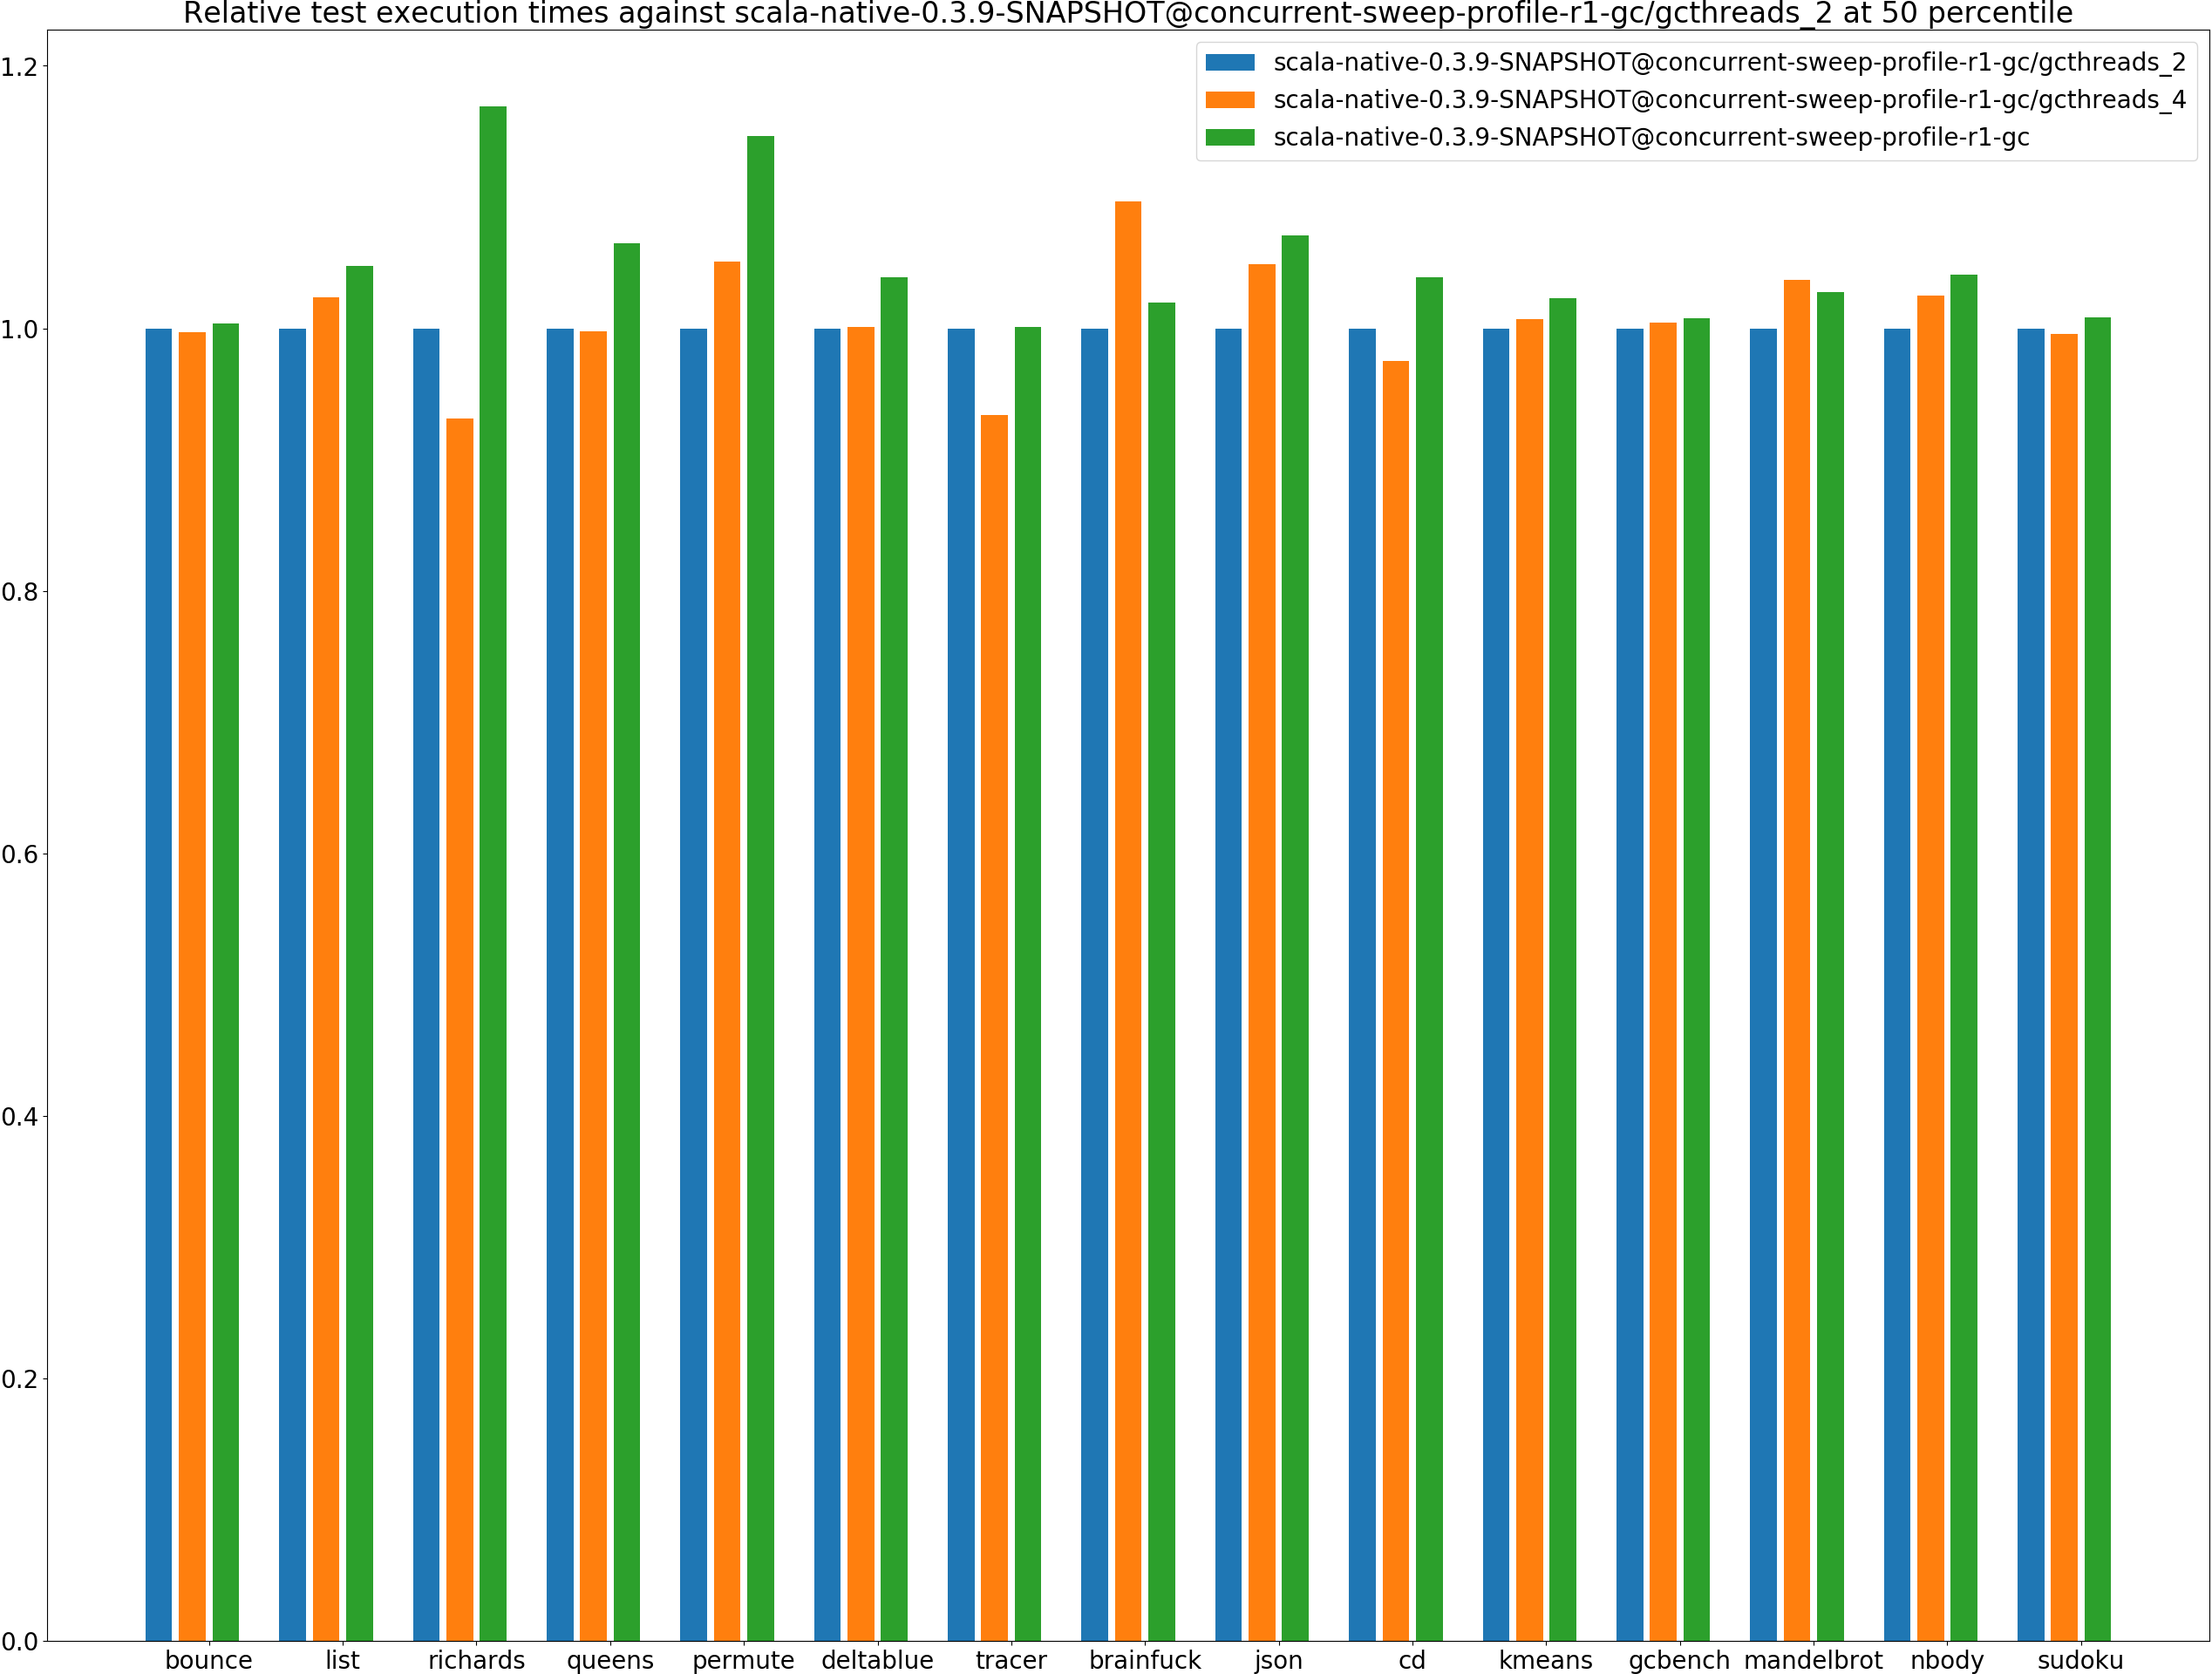 Relative test execution times against scala-native-0.3.9-SNAPSHOT@concurrent-sweep-profile-r1-gc/gcthreads_2 at 50 percentile
scala-native-0.3.9-SNAPSHOT@concurrent-sweep-profile-r1-gc/gcthreads_2
scala-native-0.3.9-SNAPSHOT@concurrent-sweep-profile-r1-gc/gcthreads_4
scala-native-0.3.9-SNAPSHOT@concurrent-sweep-profile-r1-gc
1.2
1.0
0.8
0.6
0.4
0.2
0.0
bounce list richards queens permute deltablue tracer brainfuck json cd kmeans gcbench mandelbrot nbody sudoku